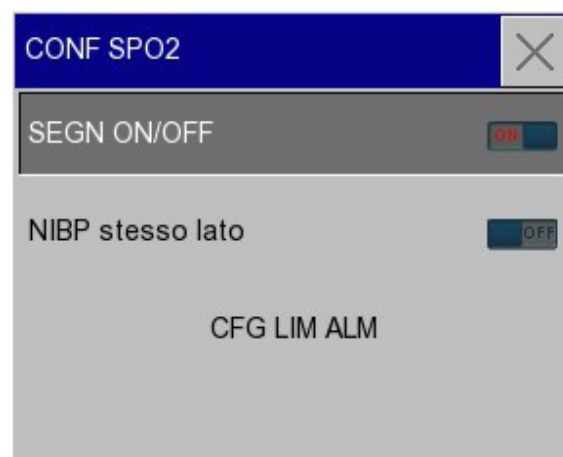 CONF SPO2
SEGN ON/OFF ON
NIBP stesso lato OFF
CFG LIM ALM